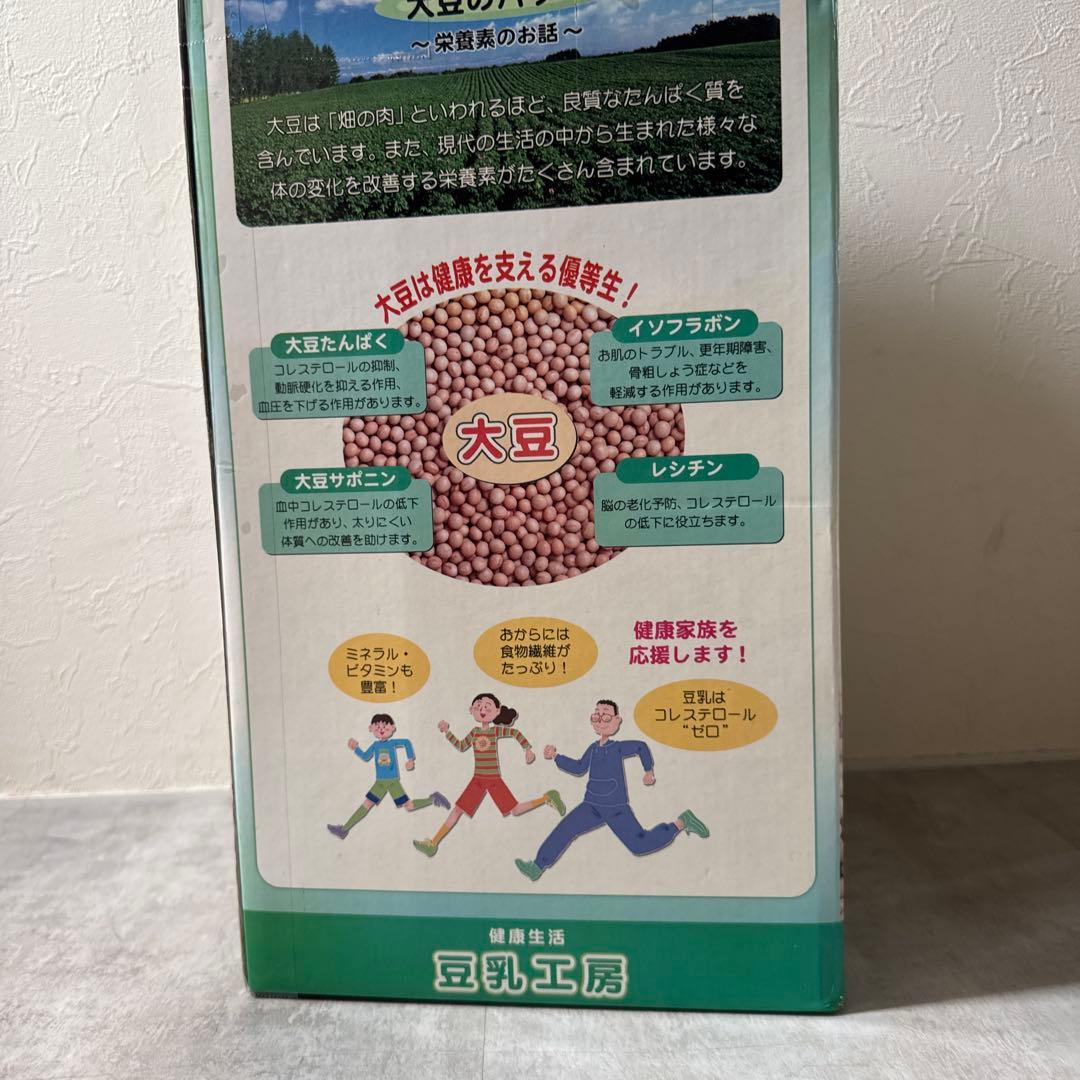 大豆のパワー
～栄養素のお話～
大豆は「畑の肉」といわれるほど、良質なたんぱく質を
含んでいます。また、現代の生活の中から生まれた様々な
体の変化を改善する栄養素がたくさん含まれています。
大豆は健康を支える優等生！
大豆たんぱく
コレステロールの抑制、
動脈硬化を抑える作用、
血圧を下げる作用があります。
イソフラボン
お肌のトラブル、更年期障害、
骨粗しょう症などを
軽減する作用があります。
大豆
大豆サポニン
血中コレステロールの低下
作用があり、太りにくい
体質への改善を助けます。
レシチン
脳の老化予防、コレステロール
の低下に役立ちます。
ミネラル・
ビタミンも
豊富！
おからには
食物繊維が
たっぷり！
健康家族を
応援します！
豆乳は
コレステロール
“ゼロ”
健康生活
豆乳工房